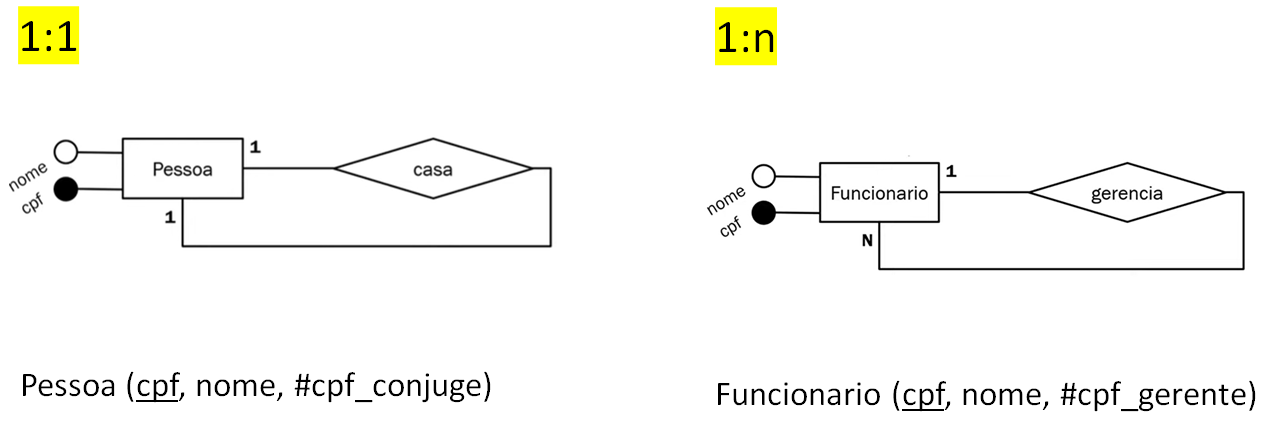 1:1
nome
cpf
Pessoa
1
casa
1
Pessoa (cpf, nome, #cpf_conjuge)
1:n
nome
cpf
Funcionario
1
gerencia
N
Funcionario (cpf, nome, #cpf_gerente)